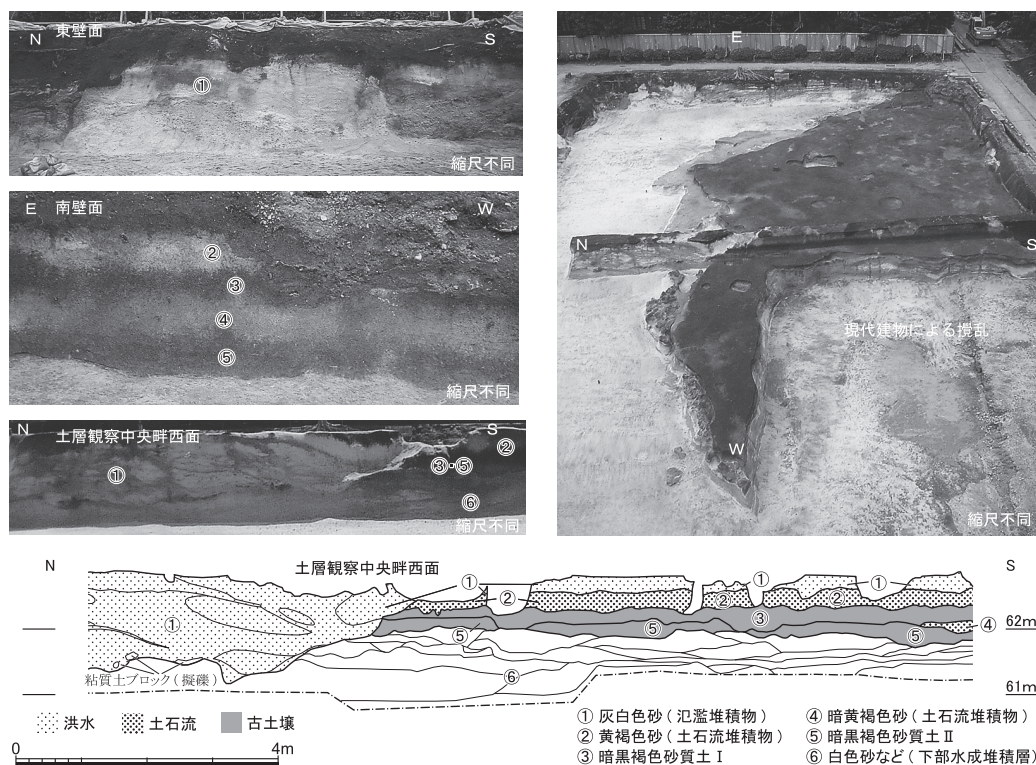 N 東壁面 S
①
縮尺不同
E 南壁面 W
②
③
④
⑤
縮尺不同
N 土層観察中央畔西面 S
①
②
③・⑤
⑥
縮尺不同
E
N S
現代建物による攪乱
W
縮尺不同
N 土層観察中央畔西面 S
① ① ①
② ② ②
① ③
⑤ ⑤ ⑤ ④
62m
⑥
粘質土ブロック(擬礫)
61m
洪水 土石流 古土壌
0 4m
① 灰白色砂(氾濫堆積物)
② 黄褐色砂(土石流堆積物)
③ 暗黒褐色砂質土Ⅰ
④ 暗黄褐色砂(土石流堆積物)
⑤ 暗黒褐色砂質土Ⅱ
⑥ 白色砂など(下部水成堆積層)